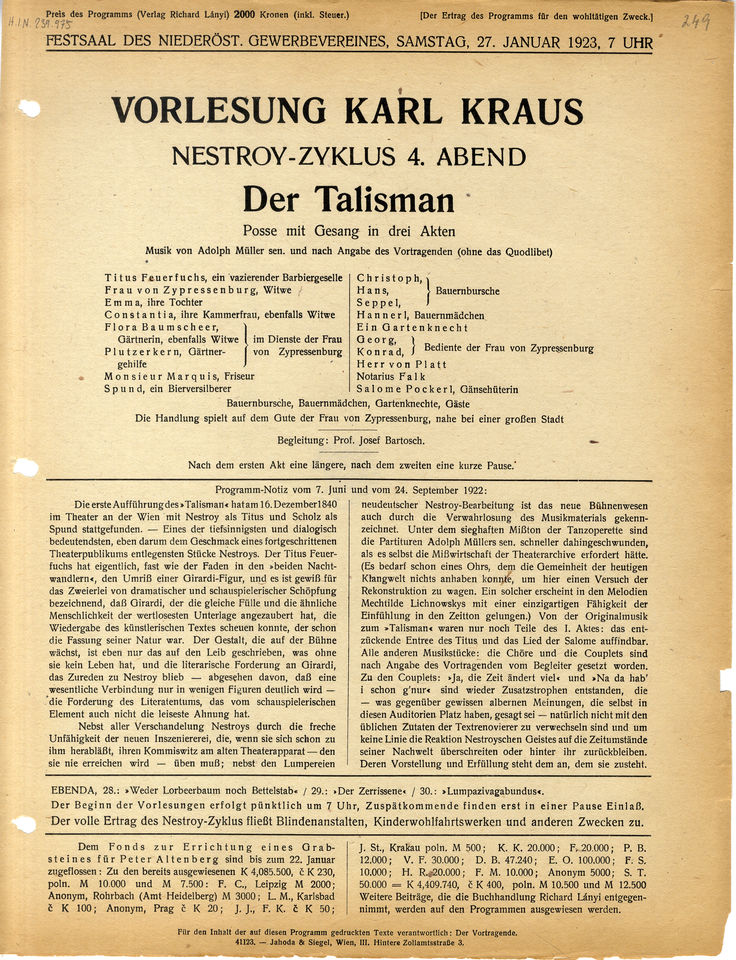 Preis des Programms (Verlag Richard Lányi) 2000 Kronen (inkl. Steuer.)
[Der Ertrag des Programms für den wohltätigen Zweck.]
H.I.N. 239.995
249
FESTSAAL DES NIEDERÖST. GEWERBEVEREINES, SAMSTAG, 27. JANUAR 1923, 7 UHR
VORLESUNG KARL KRAUS
NESTROY-ZYKLUS 4. ABEND
Der Talisman
Posse mit Gesang in drei Akten
Musik von Adolph Müller sen. und nach Angabe des Vortragenden (ohne das Quodlibet)
Titus Feuerfuchs, ein vazierender Barbiergeselle
Frau von Zypressenburg, Witwe
Emma, ihre Tochter
Constantia, ihre Kammerfrau, ebenfalls Witwe
Flora Baumscheer,
Gärtnerin, ebenfalls Witwe
Plutzerkern, Gärtner-
gehilfe
im Dienste der Frau
von Zypressenburg
Monsieur Marquis, Friseur
Spund, ein Bierversilberer
Christoph,
Hans,
Seppel,
Bauernbursche
Hannerl, Bauernmädchen
Ein Gartenknecht
Georg,
Konrad,
Bediente der Frau von Zypressenburg
Herr von Platt
Notarius Falk
Salome Pockerl, Gänsehüterin
Bauernbursche, Bauernmädchen, Gartenknechte, Gäste
Die Handlung spielt auf dem Gute der Frau von Zypressenburg, nahe bei einer großen Stadt
Begleitung: Prof. Josef Bartosch.
Nach dem ersten Akt eine längere, nach dem zweiten eine kurze Pause.
Programm-Notiz vom 7. Juni und vom 24. September 1922:
Die erste Aufführung des »Talisman« hat am 16. Dezember 1840
im Theater an der Wien mit Nestroy als Titus und Scholz als
Spund stattgefunden. — Eines der tiefsinnigsten und dialogisch
bedeutendsten, eben darum dem Geschmack eines fortgeschrittenen
Theaterpublikums entlegensten Stücke Nestroys. Der Titus Feuer-
fuchs hat eigentlich, fast wie der Faden in den »beiden Nacht-
wandlern«, den Umriß einer Girardi-Figur, und es ist gewiß für
das Zweierlei von dramatischer und schauspielerischer Schöpfung
bezeichnend, daß Girardi, der die gleiche Fülle und die ähnliche
Menschlichkeit der wertlosesten Unterlage angezaubert hat, die
Wiedergabe des künstlerischen Textes scheuen konnte, der schon
die Fassung seiner Natur war. Der Gestalt, die auf der Bühne
wächst, ist eben nur das auf den Leib geschrieben, was ohne
sie kein Leben hat, und die literarische Forderung an Girardi,
das Zureden zu Nestroy blieb — abgesehen davon, daß eine
wesentliche Verbindung nur in wenigen Figuren deutlich wird —
die Forderung des Literatentums, das vom schauspielerischen
Element auch nicht die leiseste Ahnung hat.
Nebst aller Verschandelung Nestroys durch die freche
Unfähigkeit der neuen Inszeniererei, die, wenn sie sich schon zu
ihm herabläßt, ihren Kommiswitz am alten Theaterapparat — den
sie nie erreichen wird — üben muß; nebst den Lumpereien
neudeutscher Nestroy-Bearbeitung ist das neue Bühnenwesen
auch durch die Verwahrlosung des Musikmaterials gekenn-
zeichnet. Unter dem sieghaften Mißton der Tanzoperette sind
die Partituren Adolph Müllers sen. schneller dahingeschwunden,
als es selbst die Mißwirtschaft der Theaterarchive erfordert hätte.
(Es bedarf schon eines Ohrs, dem die Gemeinheit der heutigen
Klangwelt nichts anhaben konnte, um hier einen Versuch der
Rekonstruktion zu wagen. Ein solcher erscheint in den Melodien
Mechtilde Lichnowskys mit einer einzigartigen Fähigkeit der
Einfühlung in den Zeitton gelungen.) Von der Originalmusik
zum »Talisman« waren nur noch Teile des I. Aktes: das ent-
zückende Entree des Titus und das Lied der Salome auffindbar.
Alle anderen Musikstücke: die Chöre und die Couplets sind
nach Angabe des Vortragenden vom Begleiter gesetzt worden.
Zu den Couplets: »Ja, die Zeit ändert viel« und »Na da hab'
i schon g'nur« sind wieder Zusatzstrophen entstanden, die
— was gegenüber gewissen albernen Meinungen, die selbst in
diesen Auditorien Platz haben, gesagt sei — natürlich nicht mit den
üblichen Zutaten der Textrenovierer zu verwechseln sind und um
keine Linie die Reaktion Nestroyschen Geistes auf die Zeitumstände
seiner Nachwelt überschreiten oder hinter ihr zurückbleiben.
Deren Vorstellung und Erfüllung steht dem an, dem sie zusteht.
EBENDA, 28.: »Weder Lorbeerbaum noch Bettelstab« / 29.: »Der Zerrissene« / 30.: »Lumpazivagabundus«.
Der Beginn der Vorlesungen erfolgt pünktlich um 7 Uhr, Zuspätkommende finden erst in einer Pause Einlaß.
Der volle Ertrag des Nestroy-Zyklus fließt Blindenanstalten, Kinderwohlfahrtswerken und anderen Zwecken zu.
Dem Fonds zur Errichtung eines Grab-
steines für Peter Altenberg sind bis zum 22. Januar
zugeflossen: Zu den bereits ausgewiesenen K 4,085.500, č K 230,
poln. M 10.000 und M 7.500: F. C., Leipzig M 2000;
Anonym, Rohrbach (Amt Heidelberg) M 3000; L. M., Karlsbad
č K 100; Anonym, Prag č K 20; J. J., F. K. č K 50;
J. St., Krakau poln. M 500; K. K. 20.000; F. 20.000; P. B.
12.000; V. F. 30.000; D. B. 47.240; E. O. 100.000; F. S.
10.000; H. R. 20.000; F. M. 10.000; Anonym 5000; S. T.
50.000 = K 4,409.740, č K 400, poln. M 10.500 und M 12.500
Weitere Beiträge, die die Buchhandlung Richard Lányi entgegen-
nimmt, werden auf den Programmen ausgewiesen werden.
Für den Inhalt der auf diesen Programm gedruckten Texte verantwortlich: Der Vortragende.
41123. — Jahoda & Siegel, Wien, III. Hintere Zollamtsstraße 3.